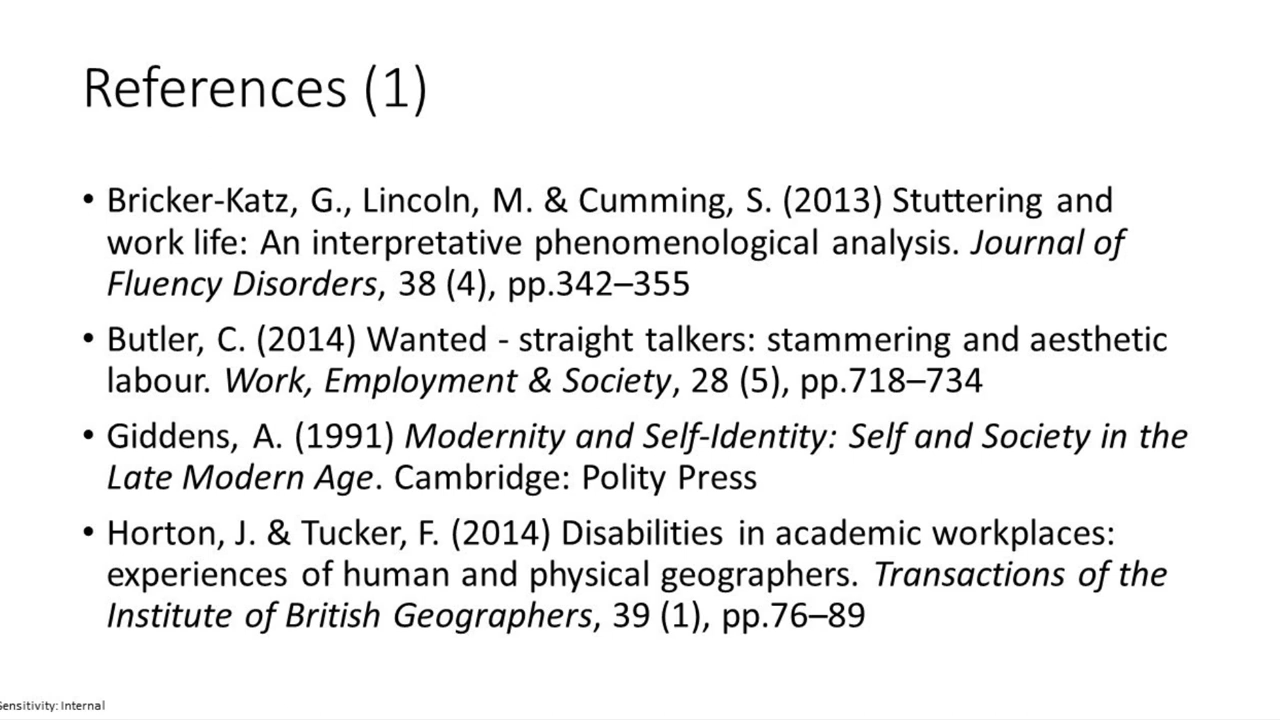 References (1)
• Bricker-Katz, G., Lincoln, M. & Cumming, S. (2013) Stuttering and
work life: An interpretative phenomenological analysis. Journal of
Fluency Disorders, 38 (4), pp.342–355
• Butler, C. (2014) Wanted - straight talkers: stammering and aesthetic
labour. Work, Employment & Society, 28 (5), pp.718–734
• Giddens, A. (1991) Modernity and Self-Identity: Self and Society in the
Late Modern Age. Cambridge: Polity Press
• Horton, J. & Tucker, F. (2014) Disabilities in academic workplaces:
experiences of human and physical geographers. Transactions of the
Institute of British Geographers, 39 (1), pp.76–89
Sensitivity: Internal